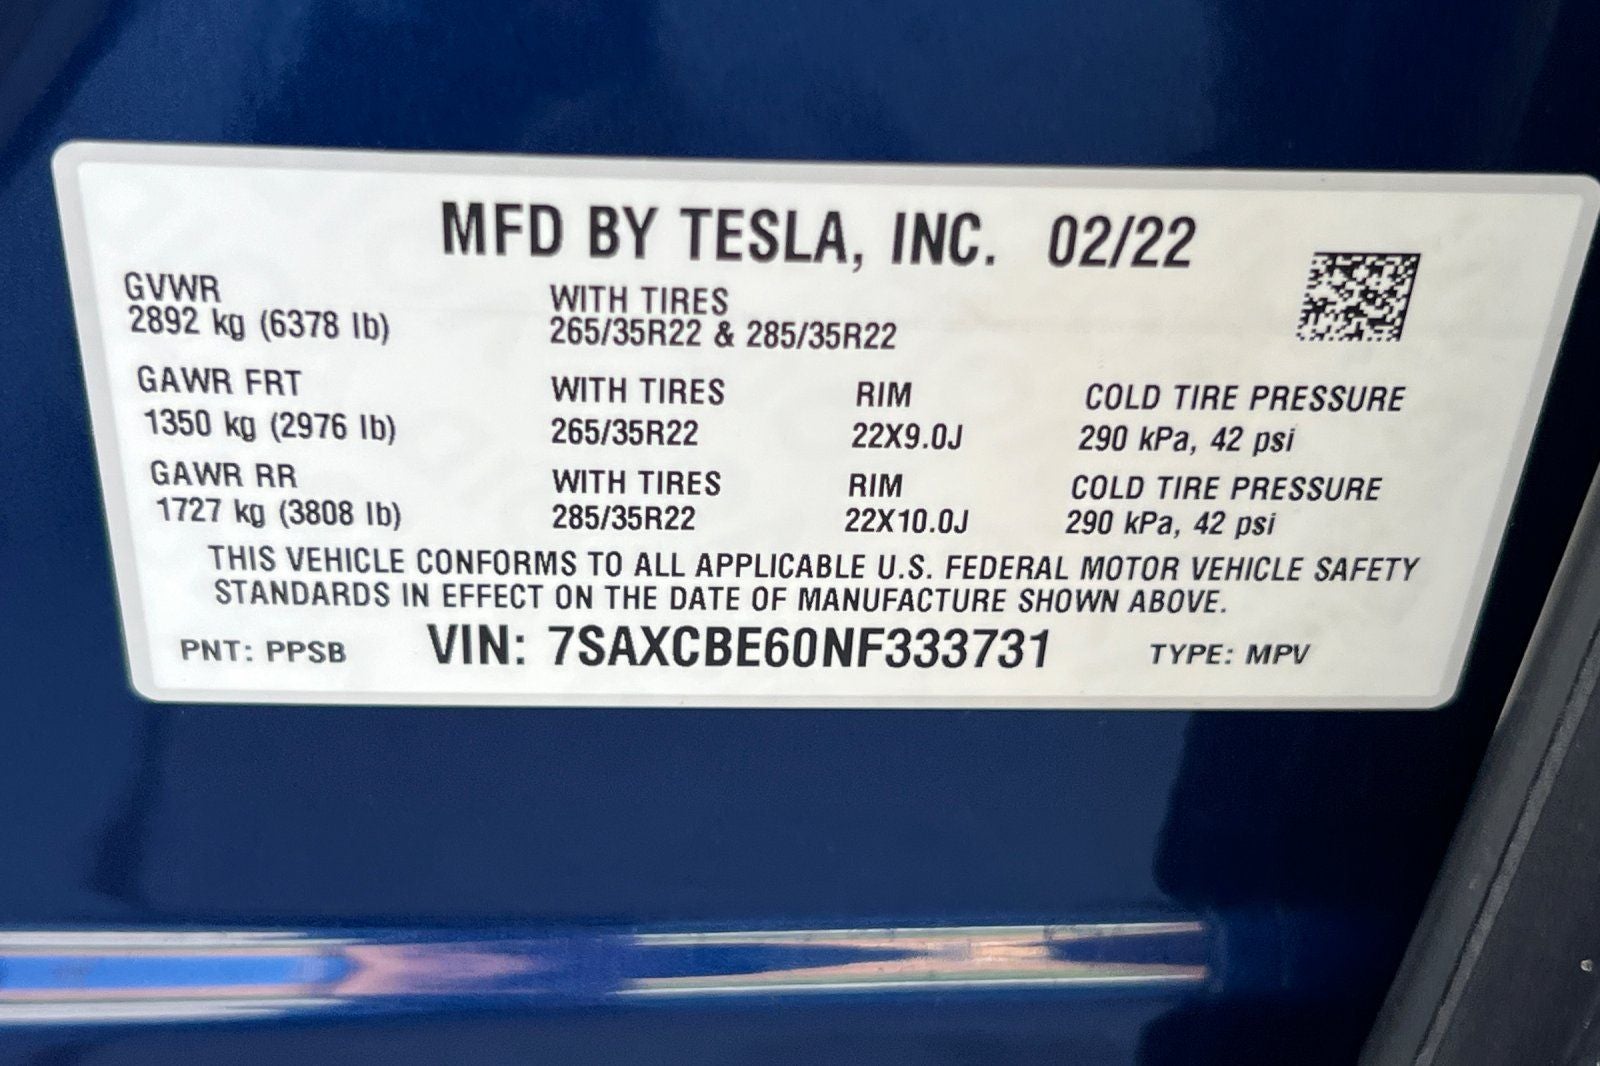 MFD BY TESLA, INC. 02/22
GVWR
2892 kg (6378 lb)
WITH TIRES
265/35R22 & 285/35R22
GAWR FRT
1350 kg (2976 lb)
WITH TIRES
265/35R22
RIM
22X9.0J
COLD TIRE PRESSURE
290 kPa, 42 psi
GAWR RR
1727 kg (3808 lb)
WITH TIRES
285/35R22
RIM
22X10.0J
COLD TIRE PRESSURE
290 kPa, 42 psi
THIS VEHICLE CONFORMS TO ALL APPLICABLE U.S. FEDERAL MOTOR VEHICLE SAFETY
STANDARDS IN EFFECT ON THE DATE OF MANUFACTURE SHOWN ABOVE.
PNT: PPSB VIN: 7SAXCBE60NF333731 TYPE: MPV